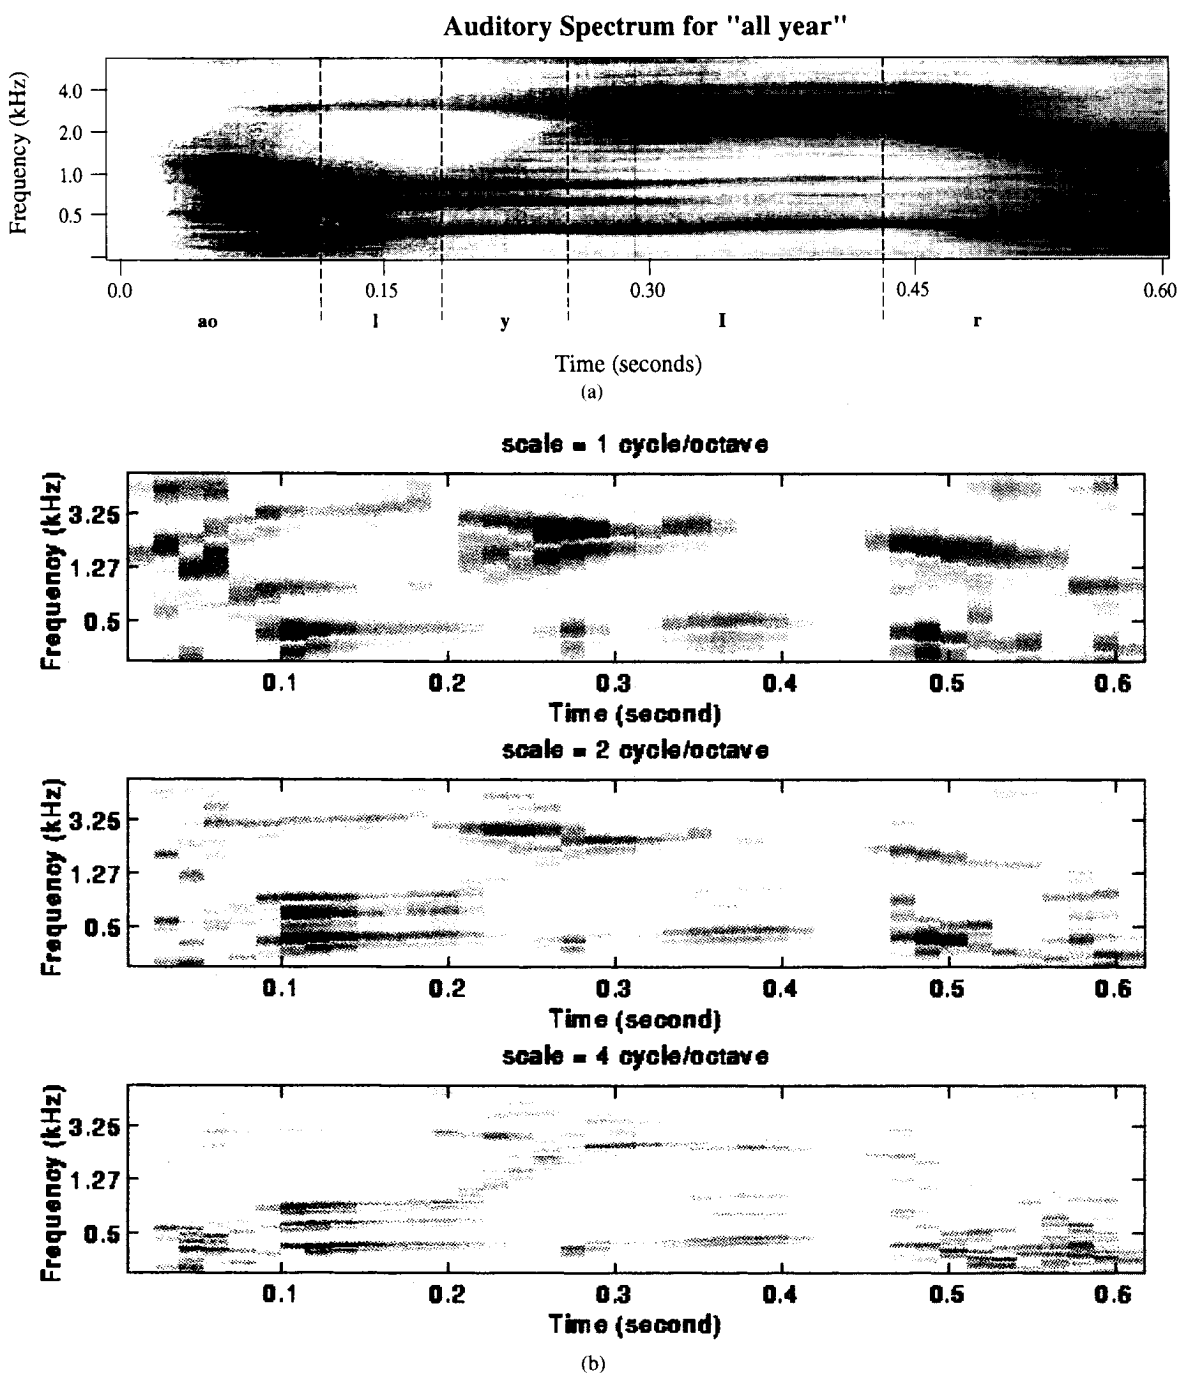 Auditory Spectrum for "all year"
Frequency (kHz)
4.0
2.0
1.0
0.5
0.0 0.15 0.30 0.45 0.60
ao l y I r
Time (seconds)
(a)
scale = 1 cycle/octave
Frequency (kHz)
3.25
1.27
0.5
0.1 0.2 0.3 0.4 0.5 0.6
Time (second)
scale = 2 cycle/octave
Frequency (kHz)
3.25
1.27
0.5
0.1 0.2 0.3 0.4 0.5 0.6
Time (second)
scale = 4 cycle/octave
Frequency (kHz)
3.25
1.27
0.5
0.1 0.2 0.3 0.4 0.5 0.6
Time (second)
(b)